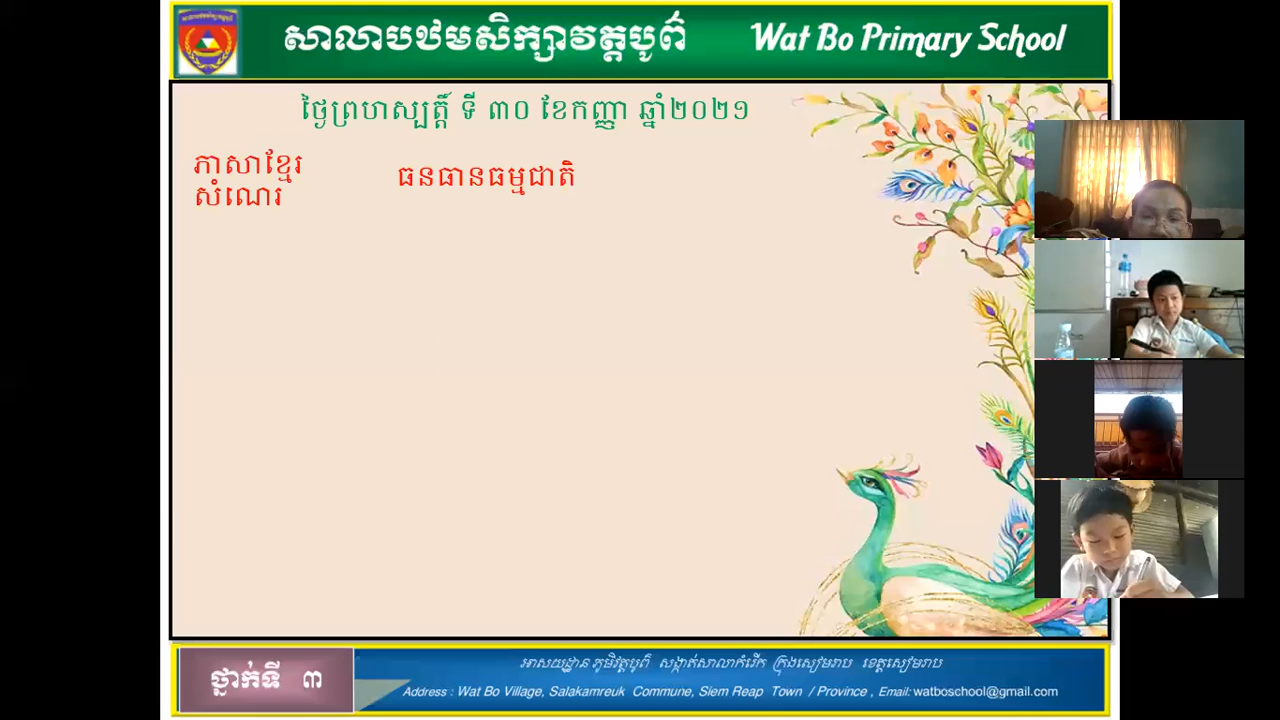 សាលាបឋមសិក្សាវត្តបូព៌ Wat Bo Primary School
ថ្ងៃព្រហស្បតិ៍ ទី ៣០ ខែកញ្ញា ឆ្នាំ២០២១
ភាសាខ្មែរ ធនធានធម្មជាតិ
សំណេរ
ថ្នាក់ទី ៣
អាសយដ្ឋាន ភូមិវត្តបូព៌ សង្កាត់សាលាកំរើក ក្រុងសៀមរាប ខេត្តសៀមរាប
Address : Wat Bo Village, Salakamreuk Commune, Siem Reap Town / Province , Email: watboschool@gmail.com